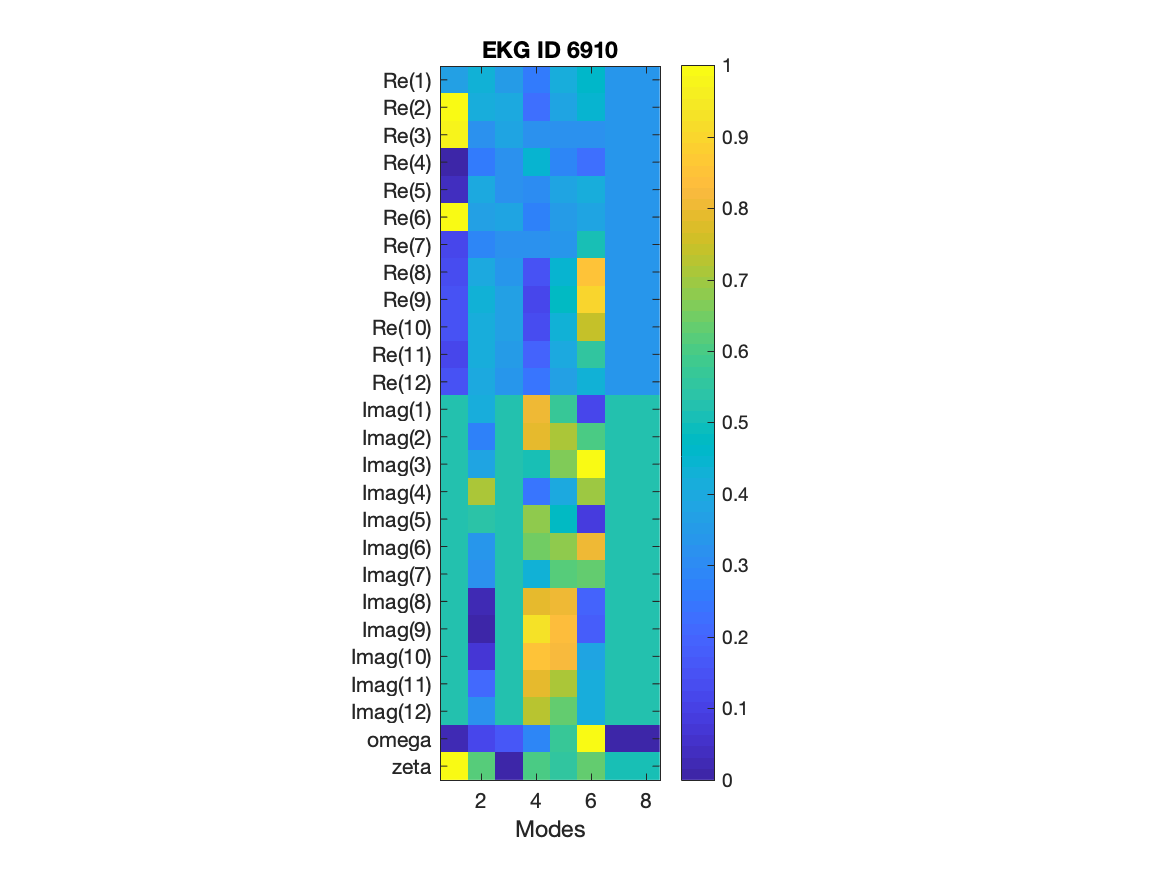 EKG ID 6910
Re(1)
Re(2)
Re(3)
Re(4)
Re(5)
Re(6)
Re(7)
Re(8)
Re(9)
Re(10)
Re(11)
Re(12)
Imag(1)
Imag(2)
Imag(3)
Imag(4)
Imag(5)
Imag(6)
Imag(7)
Imag(8)
Imag(9)
Imag(10)
Imag(11)
Imag(12)
omega
zeta
2 4 6 8
Modes
1
0.9
0.8
0.7
0.6
0.5
0.4
0.3
0.2
0.1
0